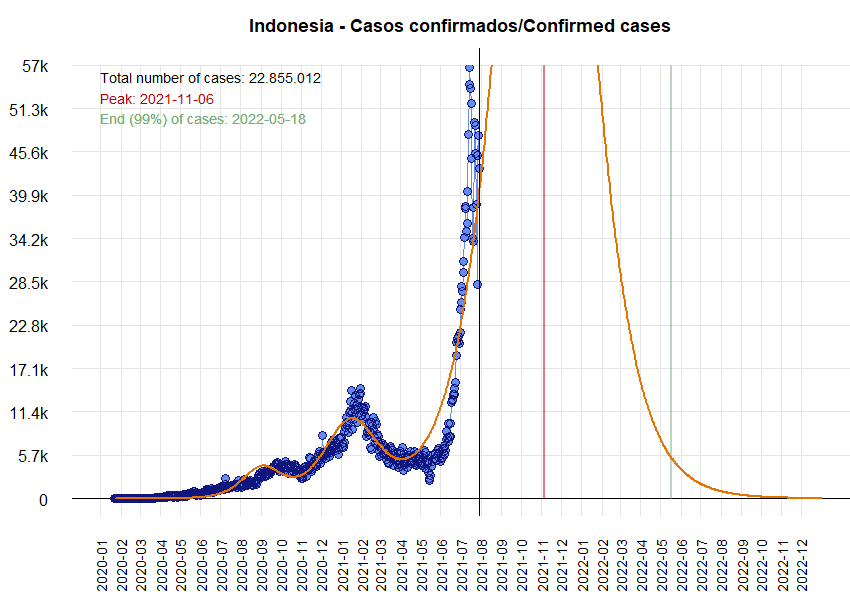 Indonesia - Casos confirmados/Confirmed cases
57k
Total number of cases: 22.855.012
Peak: 2021-11-06
End (99%) of cases: 2022-05-18
51.3k
45.6k
39.9k
34.2k
28.5k
22.8k
17.1k
11.4k
5.7k
0
2020-01
2020-02
2020-03
2020-04
2020-05
2020-06
2020-07
2020-08
2020-09
2020-10
2020-11
2020-12
2021-01
2021-02
2021-03
2021-04
2021-05
2021-06
2021-07
2021-08
2021-09
2021-10
2021-11
2021-12
2022-01
2022-02
2022-03
2022-04
2022-05
2022-06
2022-07
2022-08
2022-09
2022-10
2022-11
2022-12